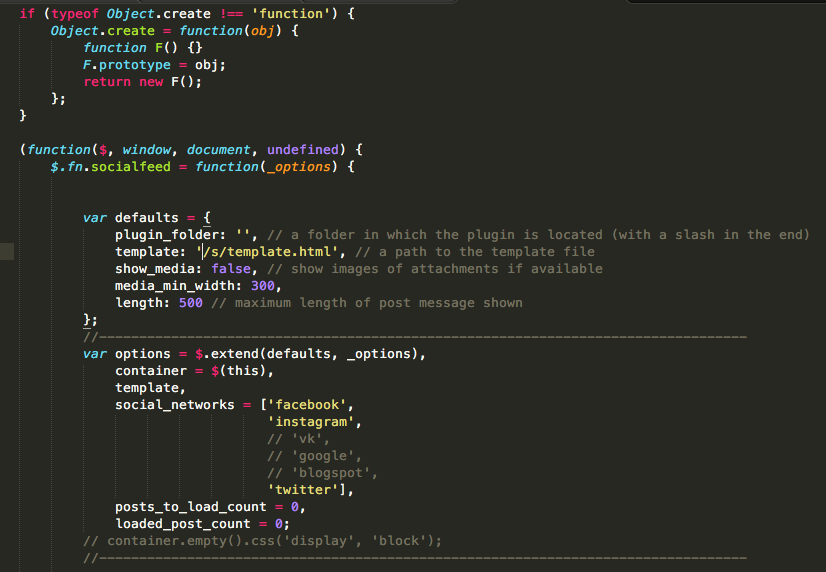 if (typeof Object.create !== 'function') {
Object.create = function(obj) {
function F() {}
F.prototype = obj;
return new F();
};
}
(function($, window, document, undefined) {
$.fn.socialfeed = function(_options) {
var defaults = {
plugin_folder: '', // a folder in which the plugin is located (with a slash in the end)
template: '/s/template.html', // a path to the template file
show_media: false, // show images of attachments if available
media_min_width: 300,
length: 500 // maximum length of post message shown
};
//---------------------------------------------------------------------------------
var options = $.extend(defaults, _options),
container = $(this),
template,
social_networks = ['facebook',
'instagram',
// 'vk',
// 'google',
// 'blogspot',
'twitter'],
posts_to_load_count = 0,
loaded_post_count = 0;
// container.empty().css('display', 'block');
//---------------------------------------------------------------------------------